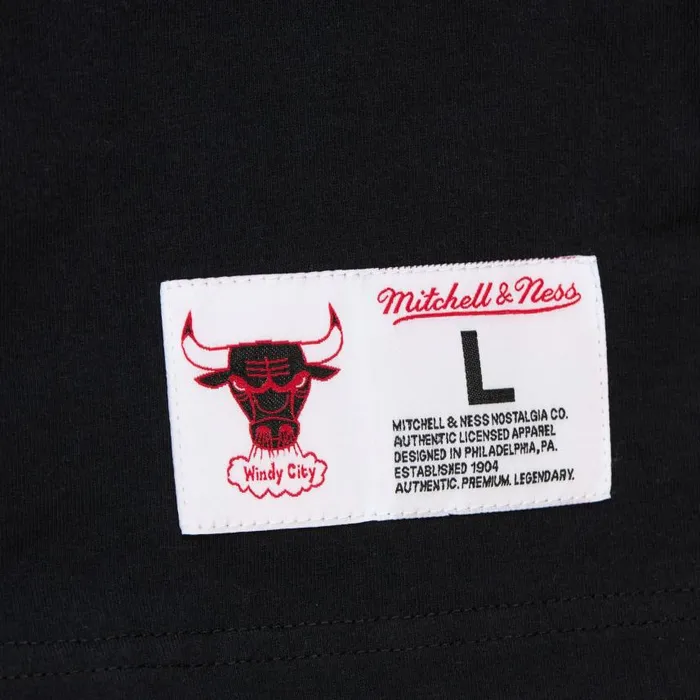 Mitchell & Ness
L
MITCHELL & NESS NOSTALGIA CO.
AUTHENTIC LICENSED APPAREL
DESIGNED IN PHILADELPHIA, PA.
ESTABLISHED 1904
AUTHENTIC. PREMIUM. LEGENDARY.
Windy City